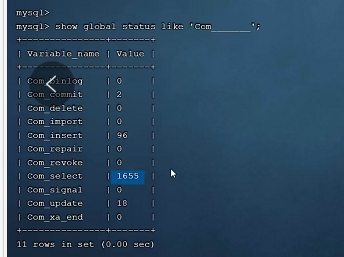 mysql>
mysql> show global status like 'Com_______';
+---------------+-------+
| Variable_name | Value |
+---------------+-------+
| Com_binlog | 0 |
| Com_commit | 2 |
| Com_delete | 0 |
| Com_import | 0 |
| Com_insert | 96 |
| Com_repair | 0 |
| Com_revoke | 0 |
| Com_select | 1655 |
| Com_signal | 0 |
| Com_update | 18 |
| Com_xa_end | 0 |
+---------------+-------+
11 rows in set (0.00 sec)